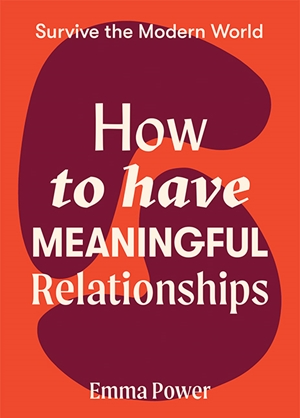 Survive the Modern World
How
to have
MEANINGFUL
Relationships
Emma Power